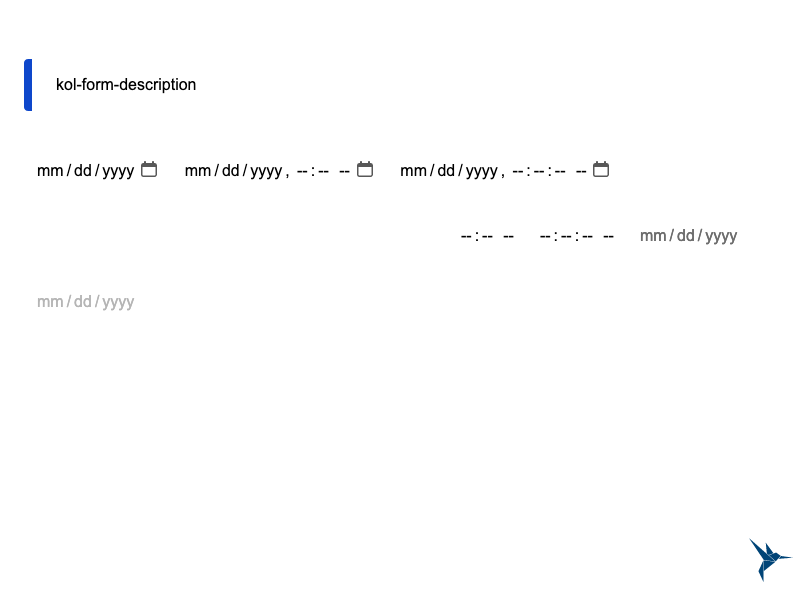 kol-form-description
mm/dd/yyyy mm/dd/yyyy, --:-- -- mm/dd/yyyy, --:--:-- --
--:-- -- --:--:-- -- mm/dd/yyyy
mm/dd/yyyy